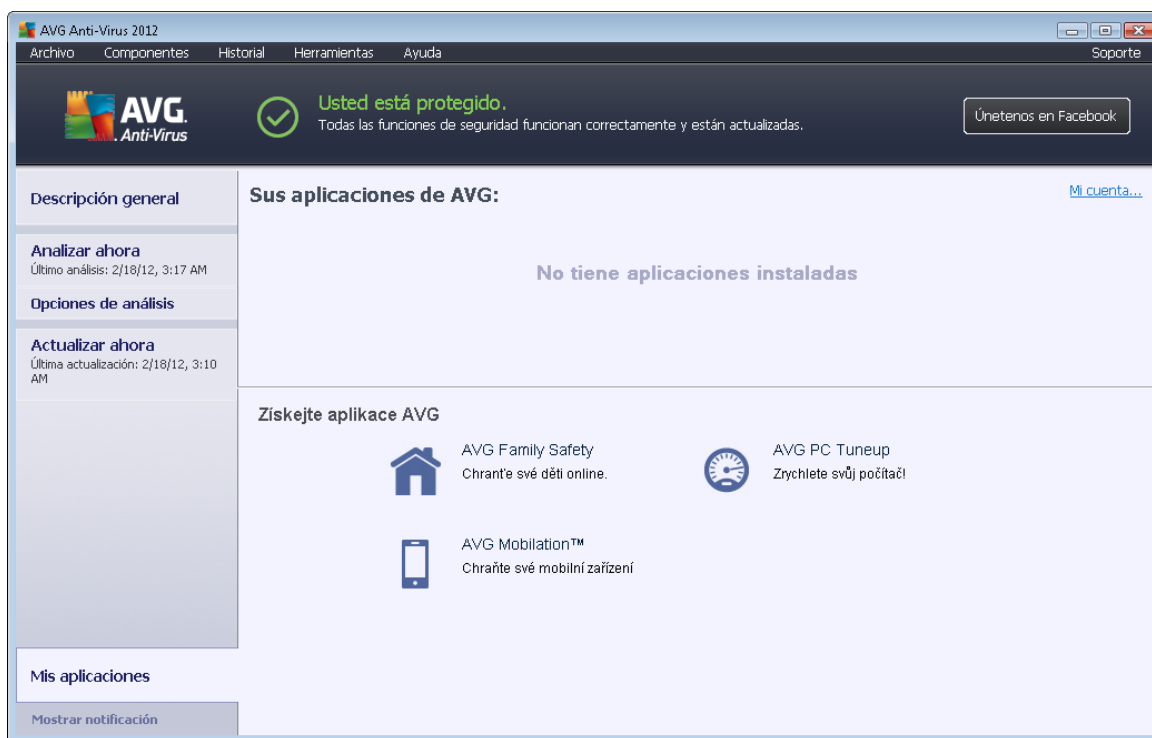 AVG Anti-Virus 2012
Archivo Componentes Historial Herramientas Ayuda Soporte
AVG.
Anti-Virus
Usted está protegido.
Todas las funciones de seguridad funcionan correctamente y están actualizadas.
Únetenos en Facebook
Descripción general
Analizar ahora
Último análisis: 2/18/12, 3:17 AM
Opciones de análisis
Actualizar ahora
Última actualización: 2/18/12, 3:10
AM
Mis aplicaciones
Mostrar notificación
Sus aplicaciones de AVG:
Mi cuenta...
No tiene aplicaciones instaladas
Získejte aplikace AVG
AVG Family Safety
Chranťe své děti online.
AVG PC Tuneup
Zrychlete svůj počítač!
AVG Mobilation™
Chraňte své mobilní zařízení